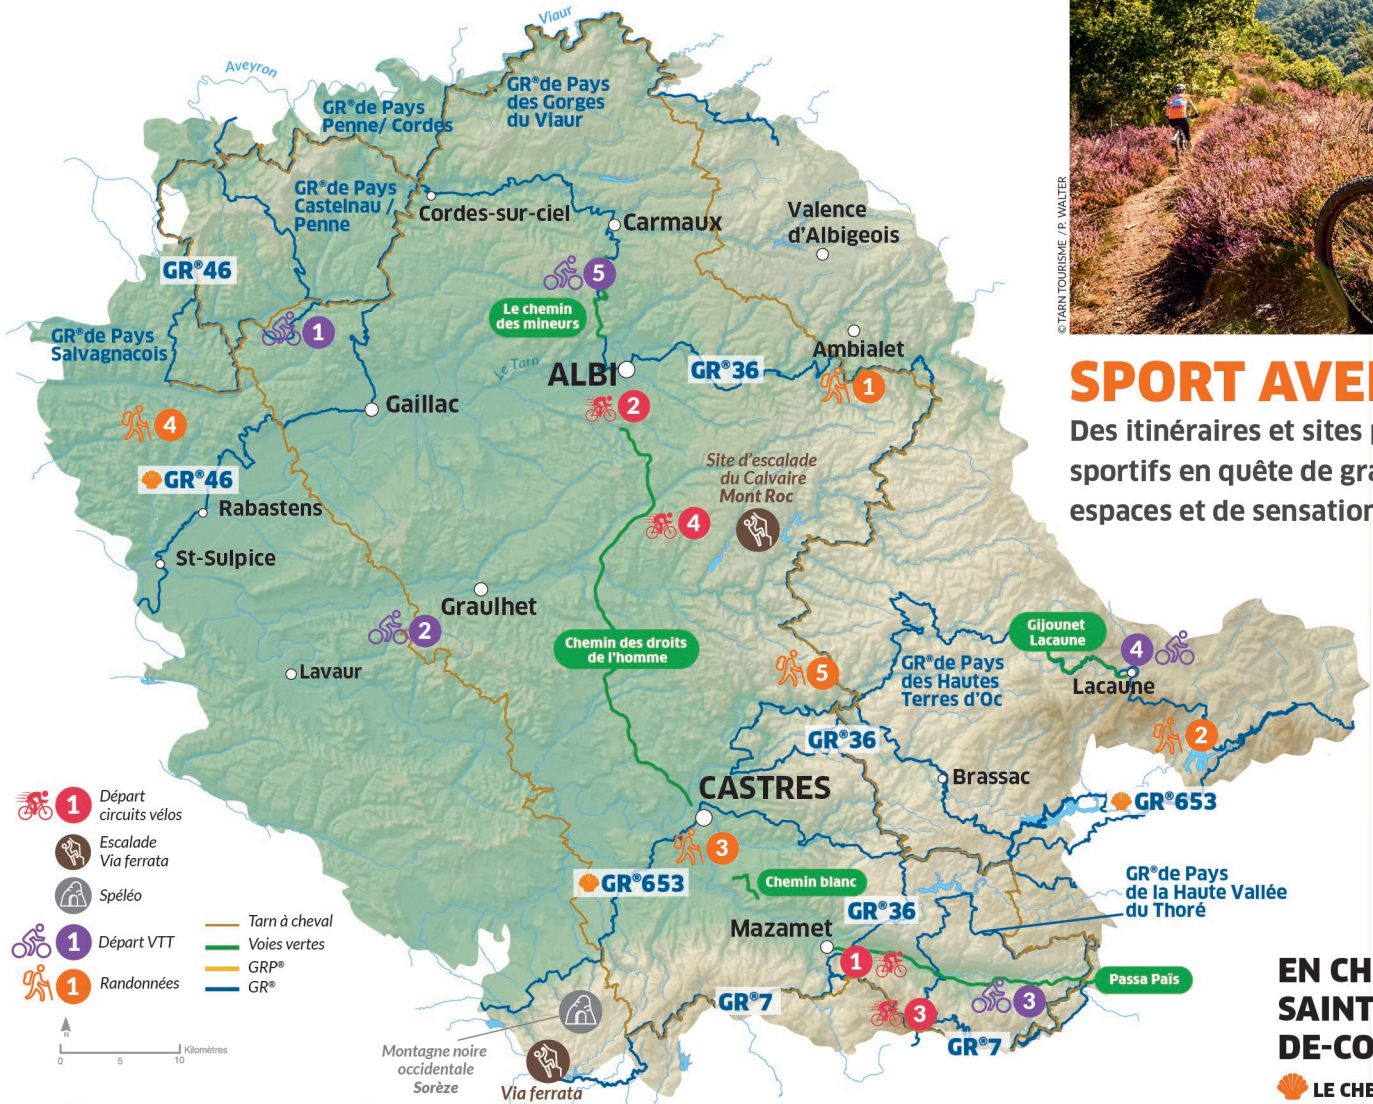 Viaur
Aveyron
GR®de Pays
Penne/ Cordes
GR®de Pays
des Gorges
du Viaur
GR®de Pays
Castelnau /
Penne
Cordes-sur-ciel
Carmaux
Valence
d'Albigeois
GR®46
5
Le chemin
des mineurs
GR®de Pays
Salvagnacois
1
Le Tarn
ALBI
GR®36
Ambialet
1
2
Gaillac
4
GR®46
Rabastens
St-Sulpice
Site d'escalade
du Calvaire
Mont Roc
4
Graulhet
2
Chemin des droits
de l'homme
Lavaur
5
GR®de Pays
des Hautes
Terres d'Oc
Gijounet
Lacaune
4
Lacaune
2
GR®36
CASTRES
Brassac
GR®653
3
GR®653
Chemin blanc
GR®36
GR®de Pays
de la Haute Vallée
du Thoré
Mazamet
1
Passa Païs
3
3
GR®7
GR®7
Montagne noire
occidentale
Sorèze
Via ferrata
1
Départ
circuits vélos
Escalade
Via ferrata
Spéléo
1
Départ VTT
1
Randonnées
Tarn à cheval
Voies vertes
GRP®
GR®
N
Kilomètres
0 5 10
© TARN TOURISME / P. WALTER
SPORT AVE
Des itinéraires et sites
sportifs en quête de gra
espaces et de sensation
EN CH
SAINT
DE-CO
LE CHE